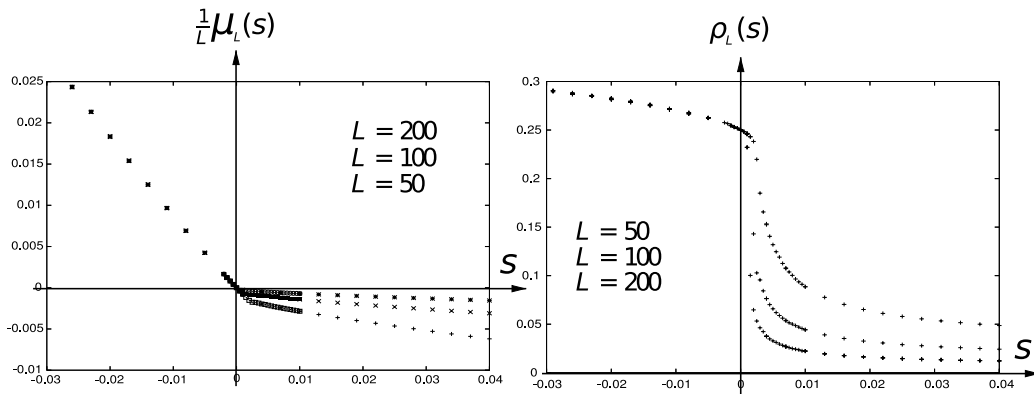 1/L μ_L(s)
0.025
0.02
0.015
0.01
0.005
0
-0.005
-0.01
-0.03 -0.02 -0.01 0 0.01 0.02 0.03 0.04
L = 200
L = 100
L = 50
S
ρ_L(s)
0.3
0.25
0.2
0.15
0.1
0.05
0
-0.03 -0.02 -0.01 0 0.01 0.02 0.03 0.04
L = 50
L = 100
L = 200
S